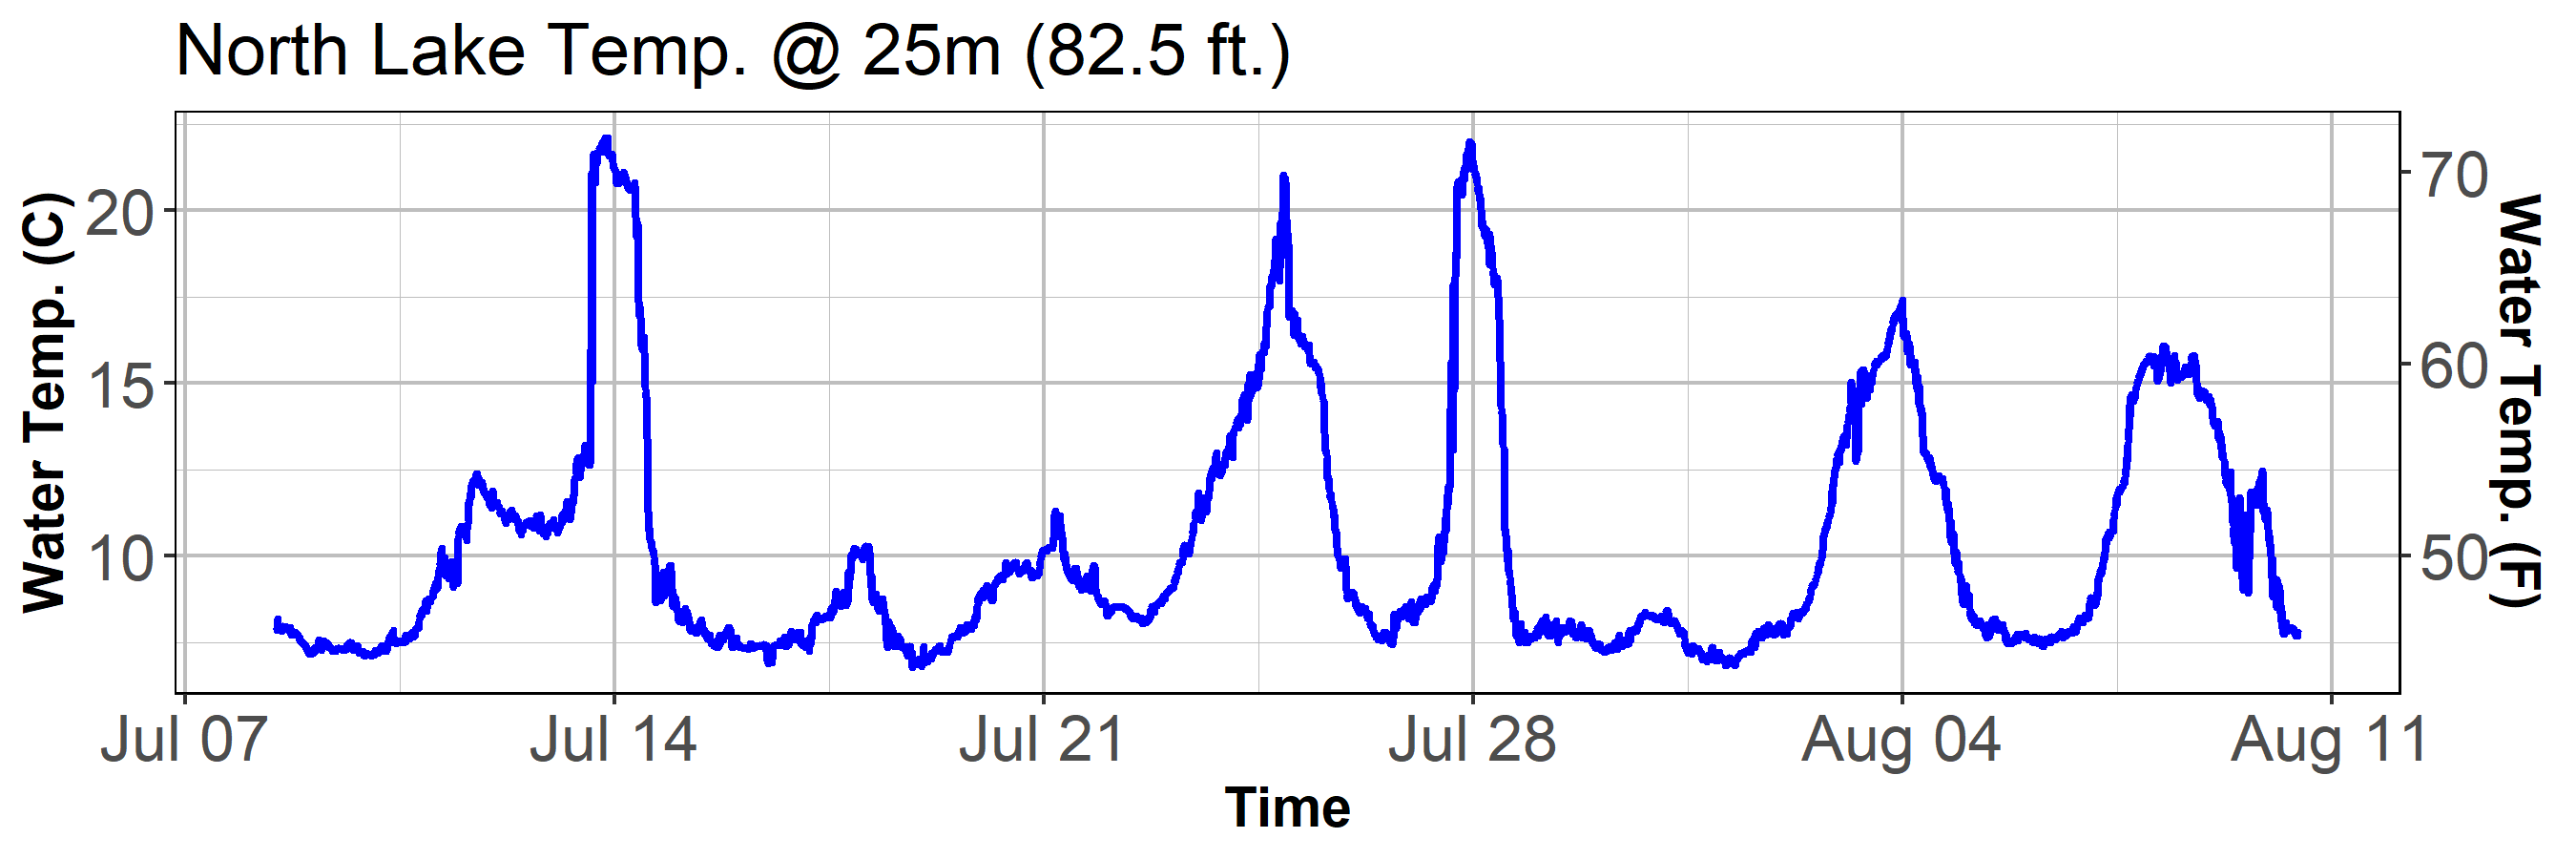 North Lake Temp. @ 25m (82.5 ft.)
Water Temp. (C)
20
15
10
70
60
50
Water Temp. (F)
Jul 07 Jul 14 Jul 21 Jul 28 Aug 04 Aug 11
Time